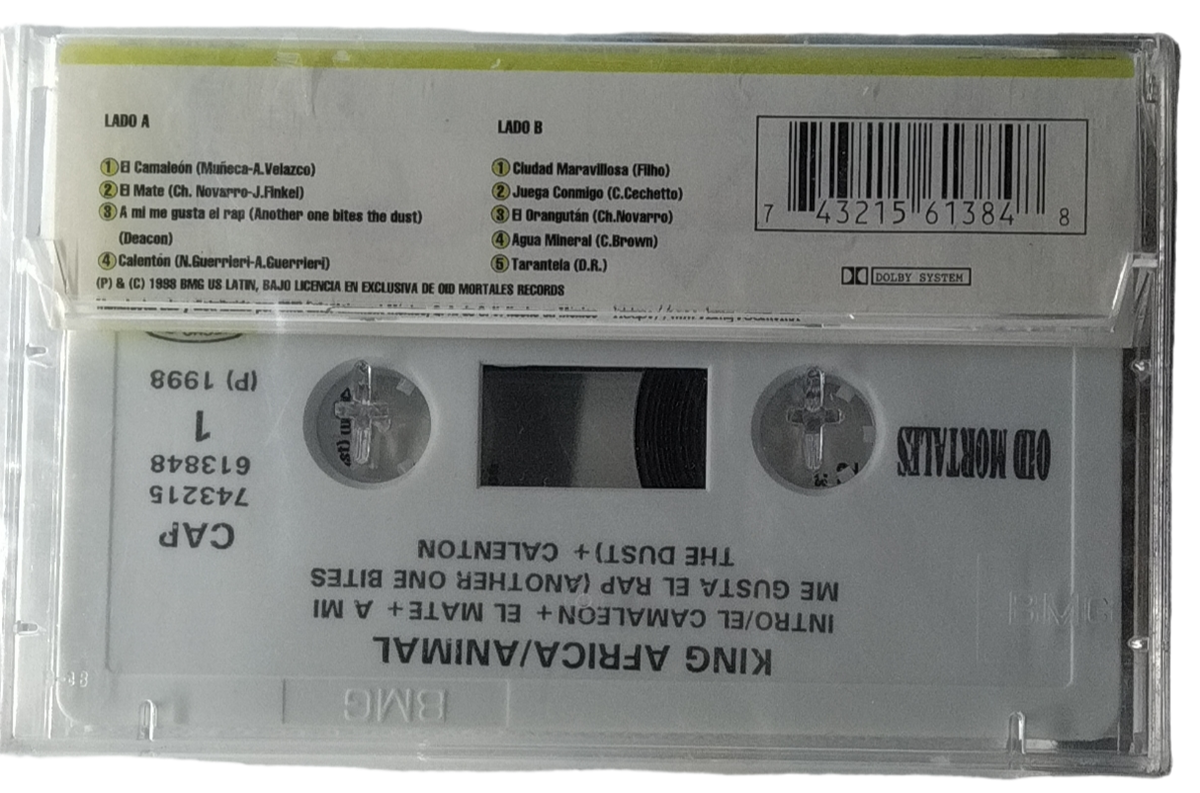 LADO A
1 El Camaleón (Muñeca-A.Velazco)
2 El Mate (Ch. Novarro-J.Finkel)
3 A mi me gusta el rap (Another one bites the dust)
(Deacon)
4 Calentón (N.Guerrieri-A.Guerrieri)
LADO B
1 Ciudad Maravillosa (Filho)
2 Juega Conmigo (C.Cechetto)
3 El Orangután (Ch.Novarro)
4 Agua Mineral (C.Brown)
5 Tarantela (D.R.)
7 43215 61384 8
DOLBY SYSTEM
(P) & (C) 1998 BMG US LATIN, BAJO LICENCIA EN EXCLUSIVA DE OID MORTALES RECORDS
BMG
KING AFRICA/ANIMAL
INTRO/EL CAMALEON + EL MATE + A MI
ME GUSTA EL RAP (ANOTHER ONE BITES
THE DUST) + CALENTON
CAP
743215
613848
1
(P) 1998
OID MORTALES
BMG